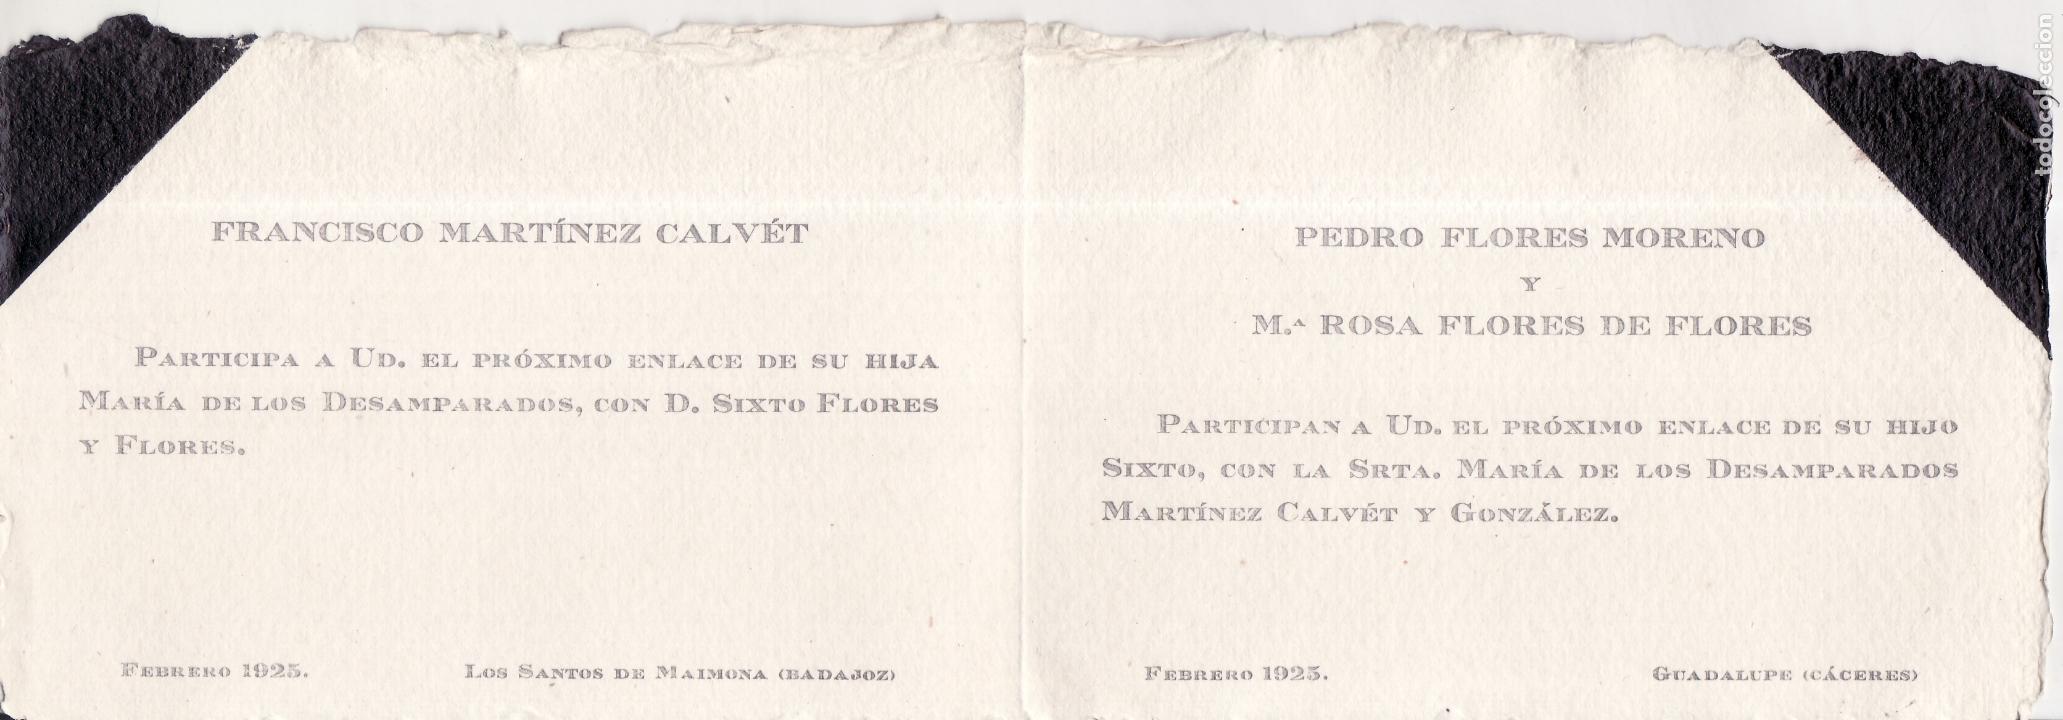 FRANCISCO MARTÍNEZ CALVÉT
PARTICIPA A UD. EL PRÓXIMO ENLACE DE SU HIJA
MARÍA DE LOS DESAMPARADOS, CON D. SIXTO FLORES
Y FLORES.
FEBRERO 1925. LOS SANTOS DE MAIMONA (BADAJOZ)
PEDRO FLORES MORENO
Y
M.ᴬ ROSA FLORES DE FLORES
PARTICIPAN A UD. EL PRÓXIMO ENLACE DE SU HIJO
SIXTO, CON LA SRTA. MARÍA DE LOS DESAMPARADOS
MARTÍNEZ CALVÉT Y GONZÁLEZ.
FEBRERO 1925. GUADALUPE (CÁCERES)
todocoleccion